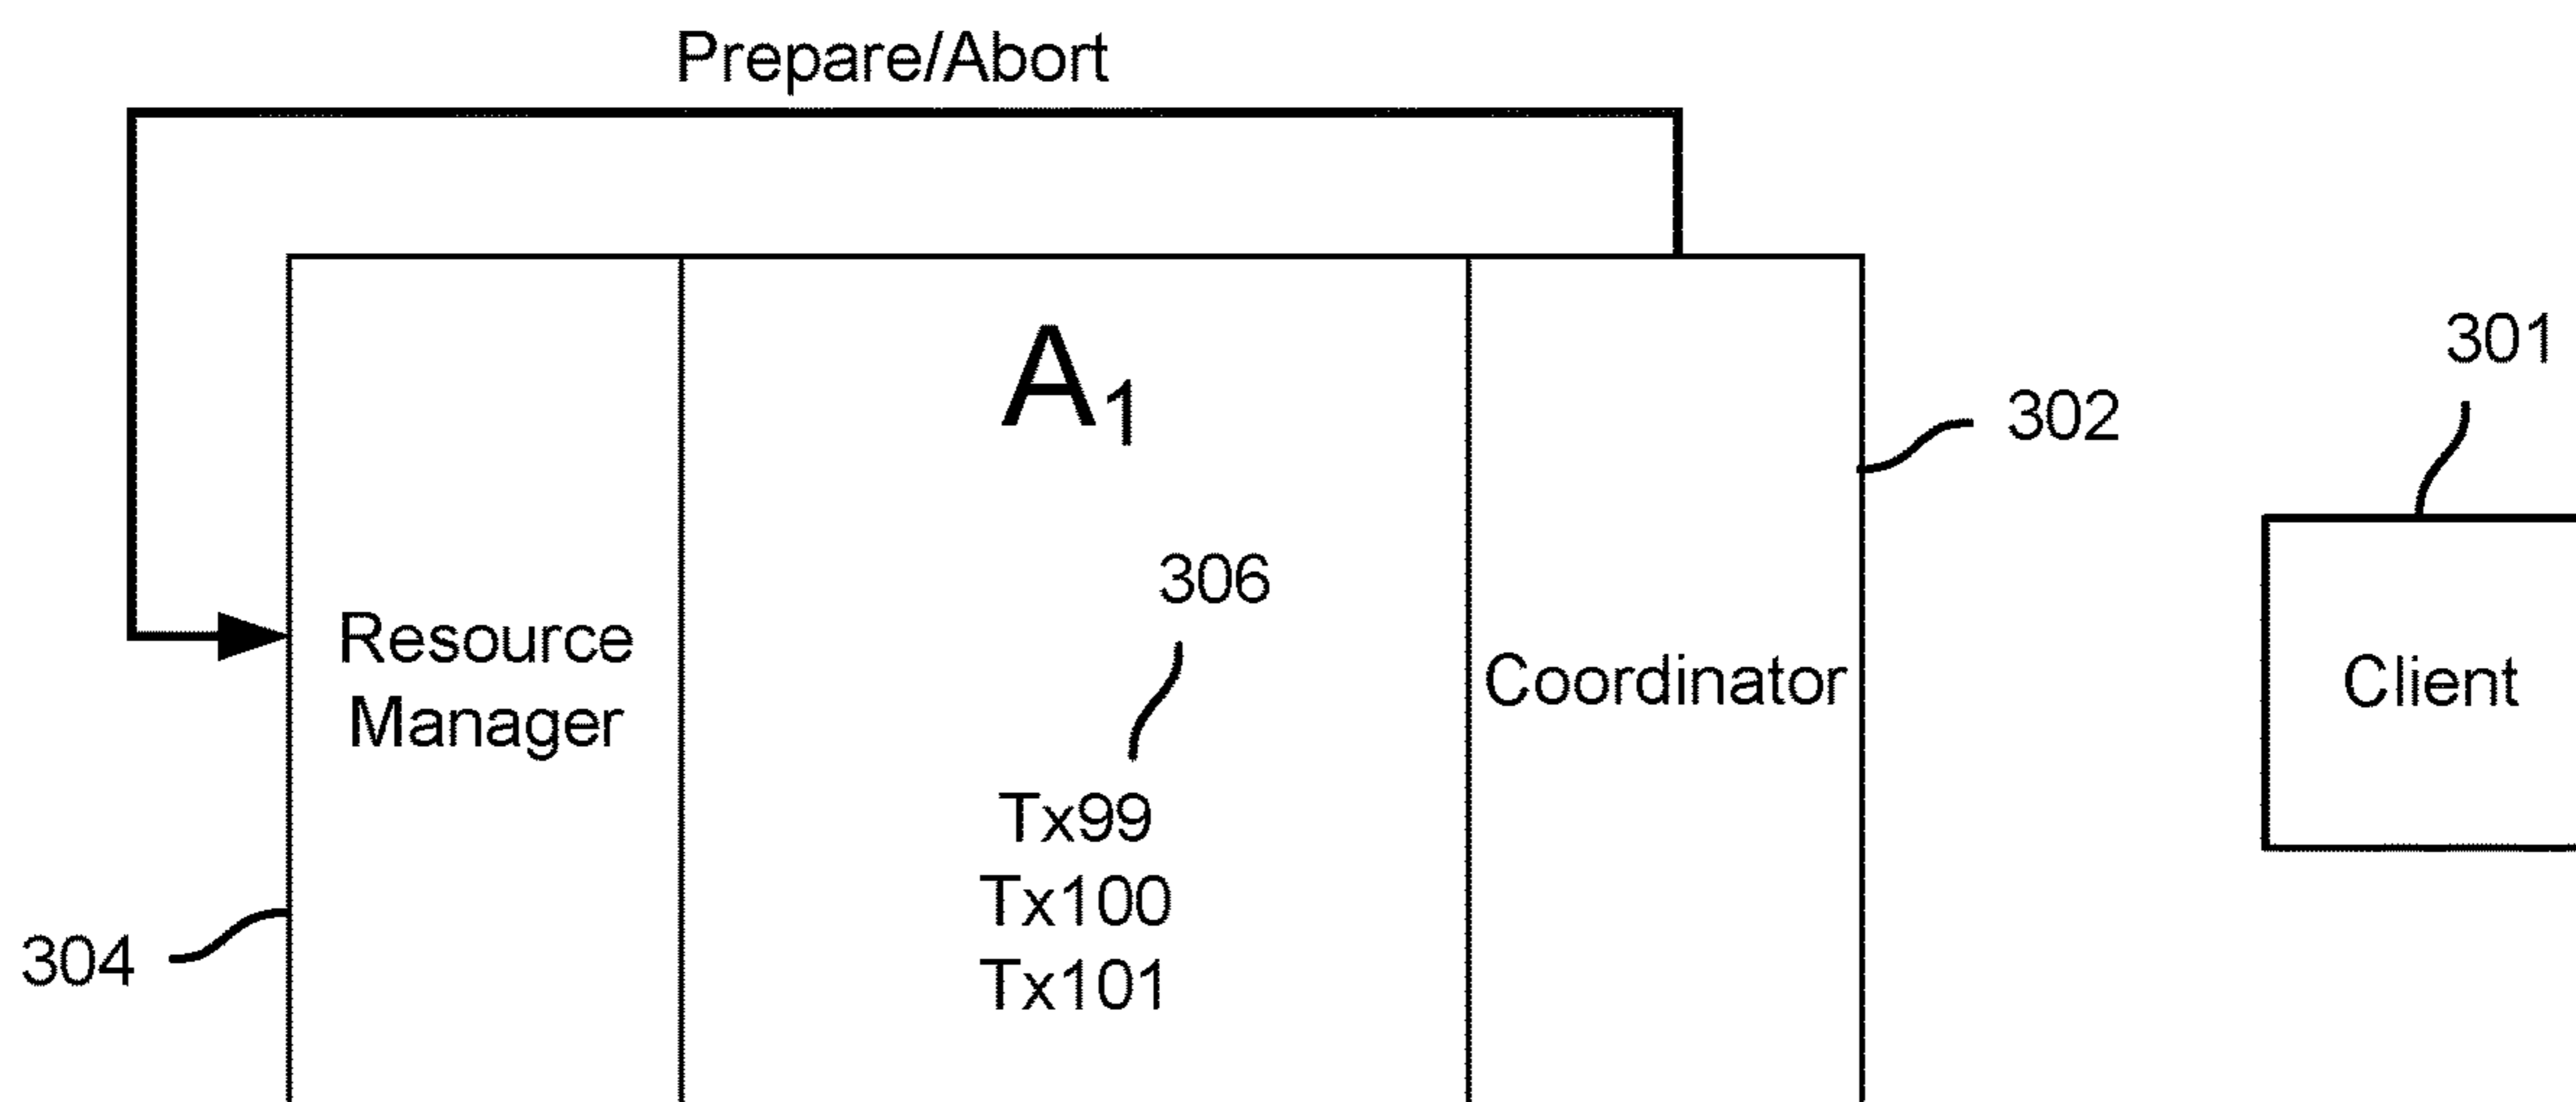 Prepare/Abort
A1
301
302
306
Resource
Manager
Coordinator
Client
Tx99
Tx100
Tx101
304